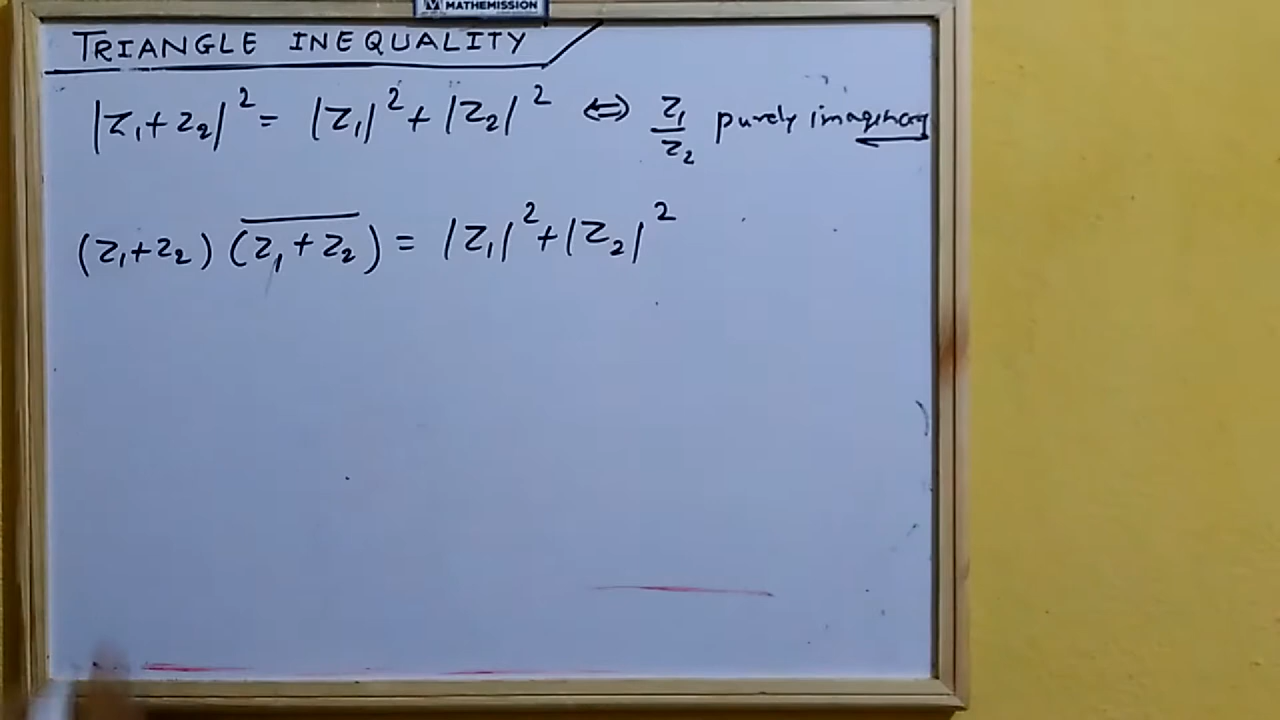 MATHEMISSION
TRIANGLE INEQUALITY
|z₁+z₂|² = |z₁|² + |z₂|² ⇔ z₁/z₂ purely imaginary
(z₁+z₂) (z̅₁̅ ̅+̅ ̅z̅₂̅) = |z₁|² + |z₂|²